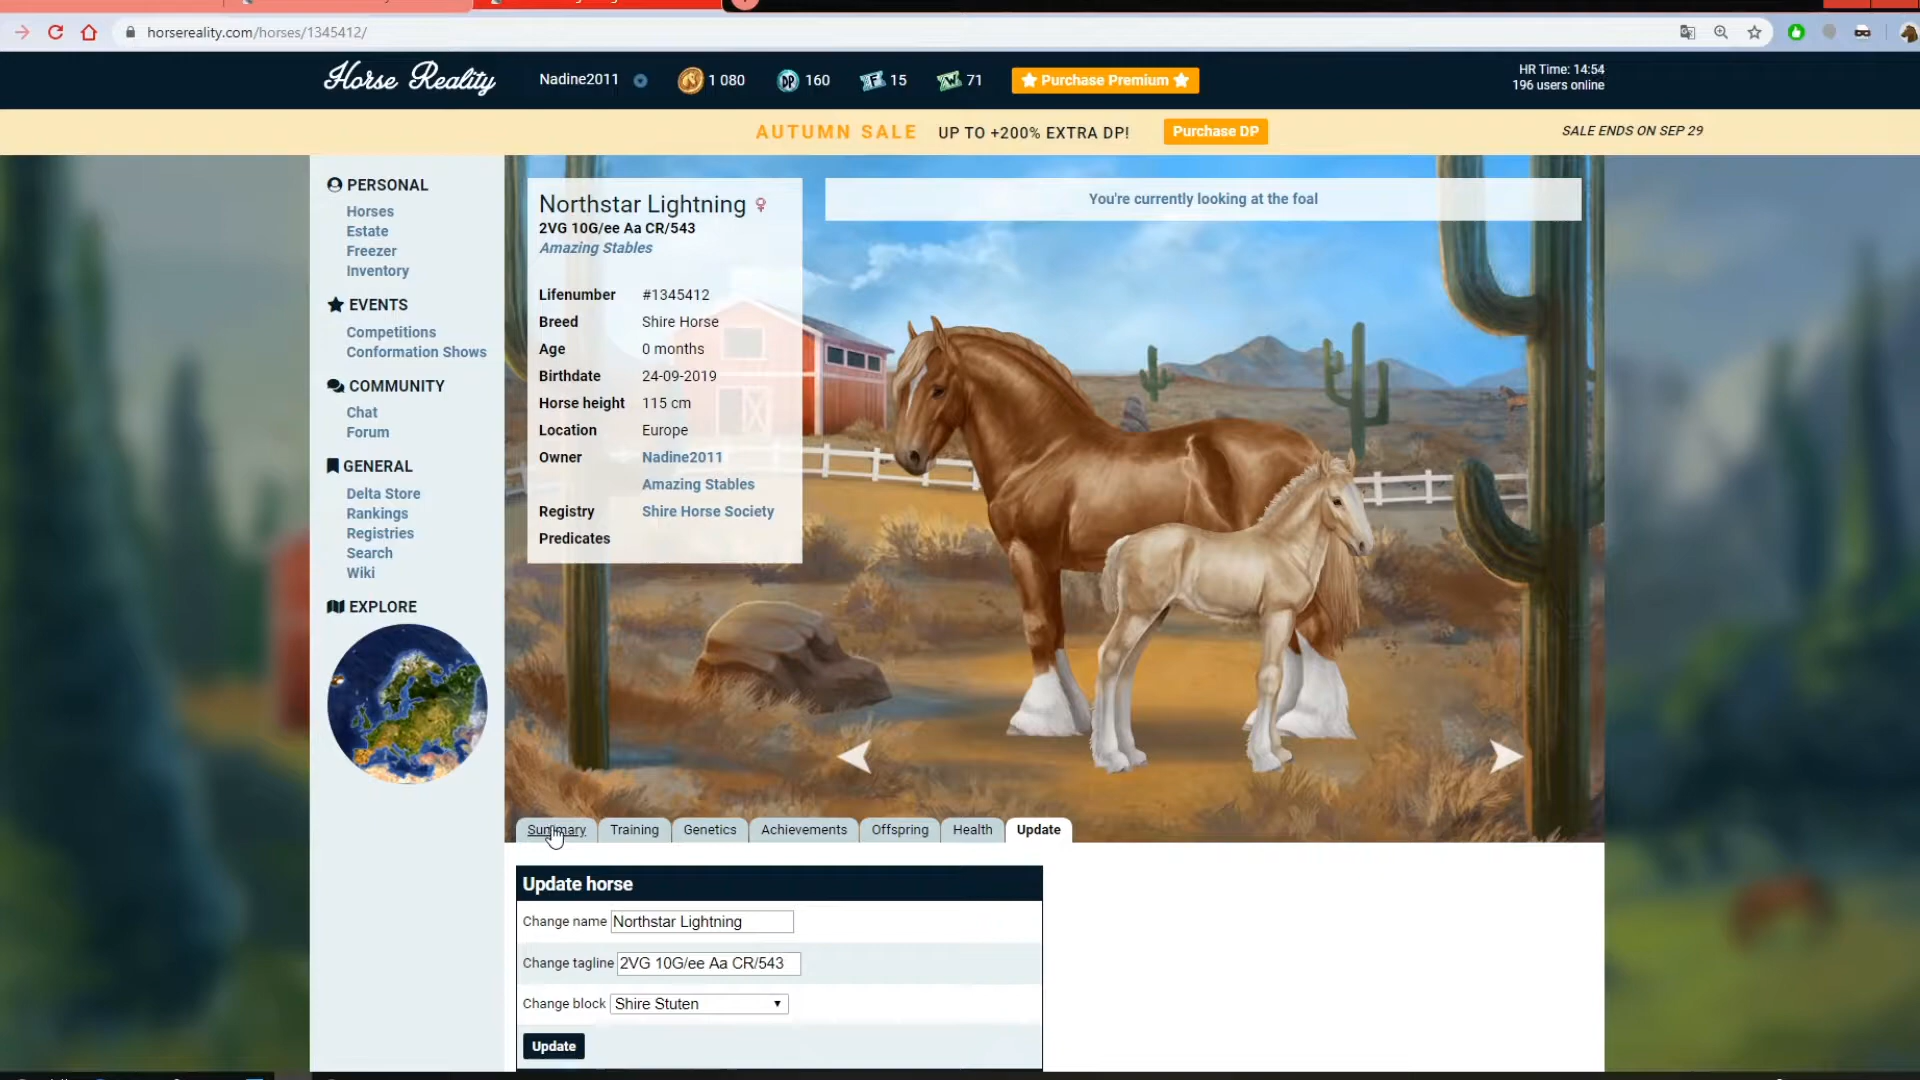 horsereality.com/horses/1345412/
Horse Reality
Nadine2011
1 080
DP
160
15
71
Purchase Premium
HR Time: 14:54
196 users online
AUTUMN SALE
UP TO +200% EXTRA DP!
Purchase DP
SALE ENDS ON SEP 29
PERSONAL
Horses
Estate
Freezer
Inventory
EVENTS
Competitions
Conformation Shows
COMMUNITY
Chat
Forum
GENERAL
Delta Store
Rankings
Registries
Search
Wiki
EXPLORE
Northstar Lightning
2VG 10G/ee Aa CR/543
Amazing Stables
Lifenumber #1345412
Breed Shire Horse
Age 0 months
Birthdate 24-09-2019
Horse height 115 cm
Location Europe
Owner Nadine2011
Amazing Stables
Registry Shire Horse Society
Predicates
You're currently looking at the foal
Summary Training Genetics Achievements Offspring Health Update
Update horse
Change name Northstar Lightning
Change tagline 2VG 10G/ee Aa CR/543
Change block Shire Stuten
Update